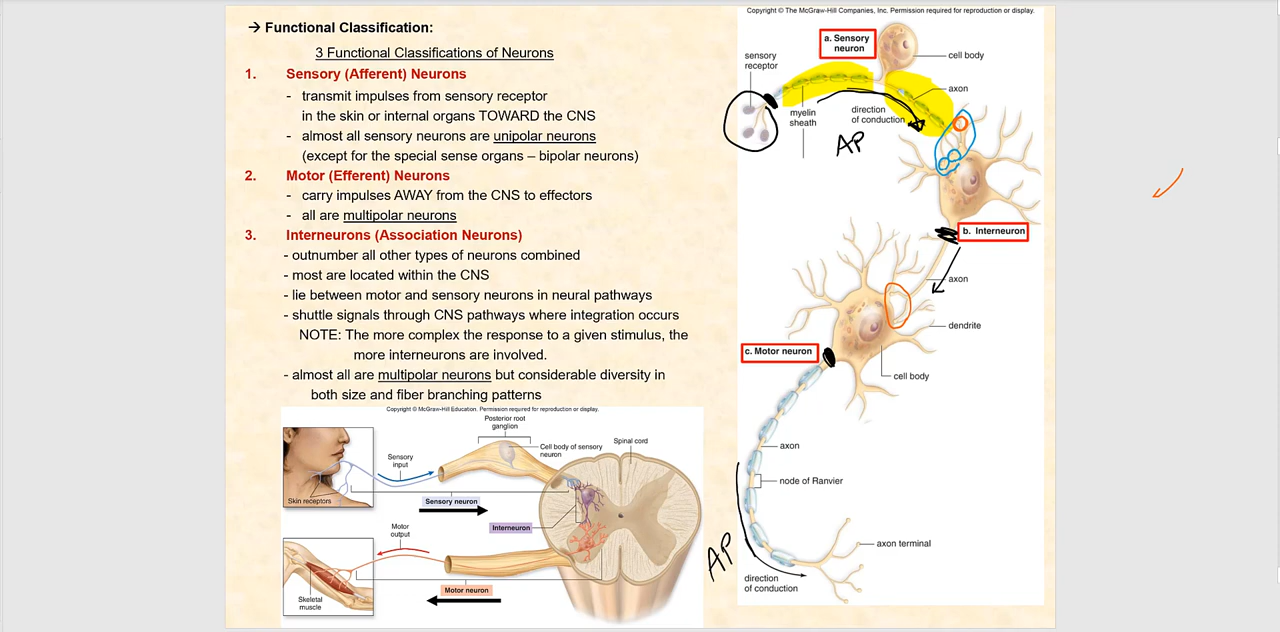 → Functional Classification:
3 Functional Classifications of Neurons
1. Sensory (Afferent) Neurons
- transmit impulses from sensory receptor
in the skin or internal organs TOWARD the CNS
- almost all sensory neurons are unipolar neurons
(except for the special sense organs – bipolar neurons)
2. Motor (Efferent) Neurons
- carry impulses AWAY from the CNS to effectors
- all are multipolar neurons
3. Interneurons (Association Neurons)
- outnumber all other types of neurons combined
- most are located within the CNS
- lie between motor and sensory neurons in neural pathways
- shuttle signals through CNS pathways where integration occurs
NOTE: The more complex the response to a given stimulus, the
more interneurons are involved.
- almost all are multipolar neurons but considerable diversity in
both size and fiber branching patterns
Copyright © McGraw-Hill Education. Permission required for reproduction or display.
Posterior root
ganglion
Cell body of sensory
neuron
Spinal cord
Sensory
input
Skin receptors
Sensory neuron
Interneuron
Motor
output
Motor neuron
Skeletal
muscle
Copyright © The McGraw-Hill Companies, Inc. Permission required for reproduction or display.
a. Sensory
neuron
cell body
sensory
receptor
axon
myelin
sheath
direction
of conduction
AP
b. Interneuron
axon
dendrite
c. Motor neuron
cell body
axon
node of Ranvier
AP
axon terminal
direction
of conduction